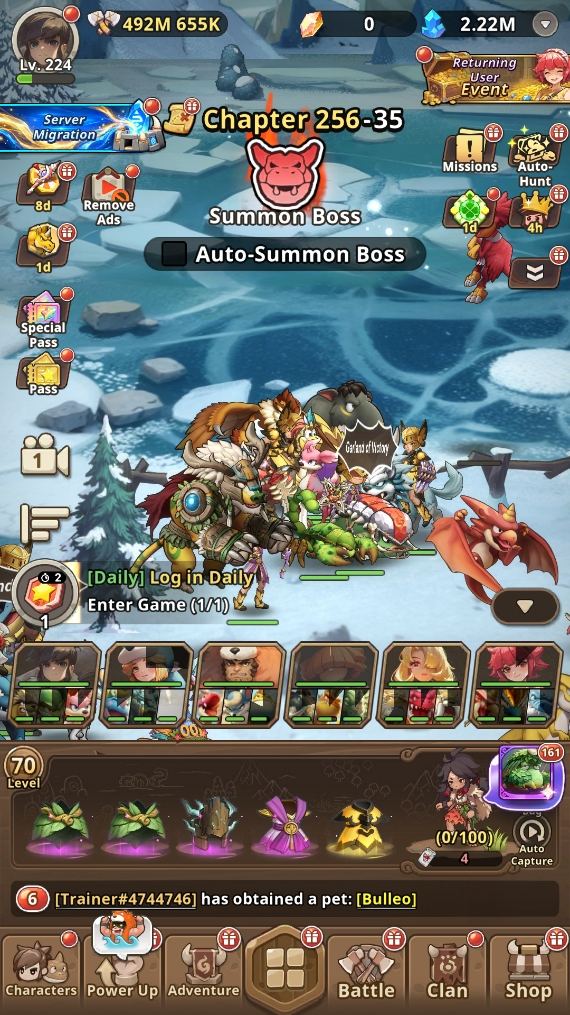 492M 655K
0
2.22M
Lv. 224
Returning
User
Event
Server
Migration
Chapter 256-35
Missions
Auto-
Hunt
8d
Remove
Ads
Summon Boss
1d
4h
1d
Auto-Summon Boss
Special
Pass
Pass
1
Garland of Victory
2
[Daily] Log in Daily
Enter Game (1/1)
1
70
Level
161
(0/100)
4
Auto
Capture
6
[Trainer#4744746] has obtained a pet: [Bulleo]
Characters
Power Up
Adventure
Battle
Clan
Shop